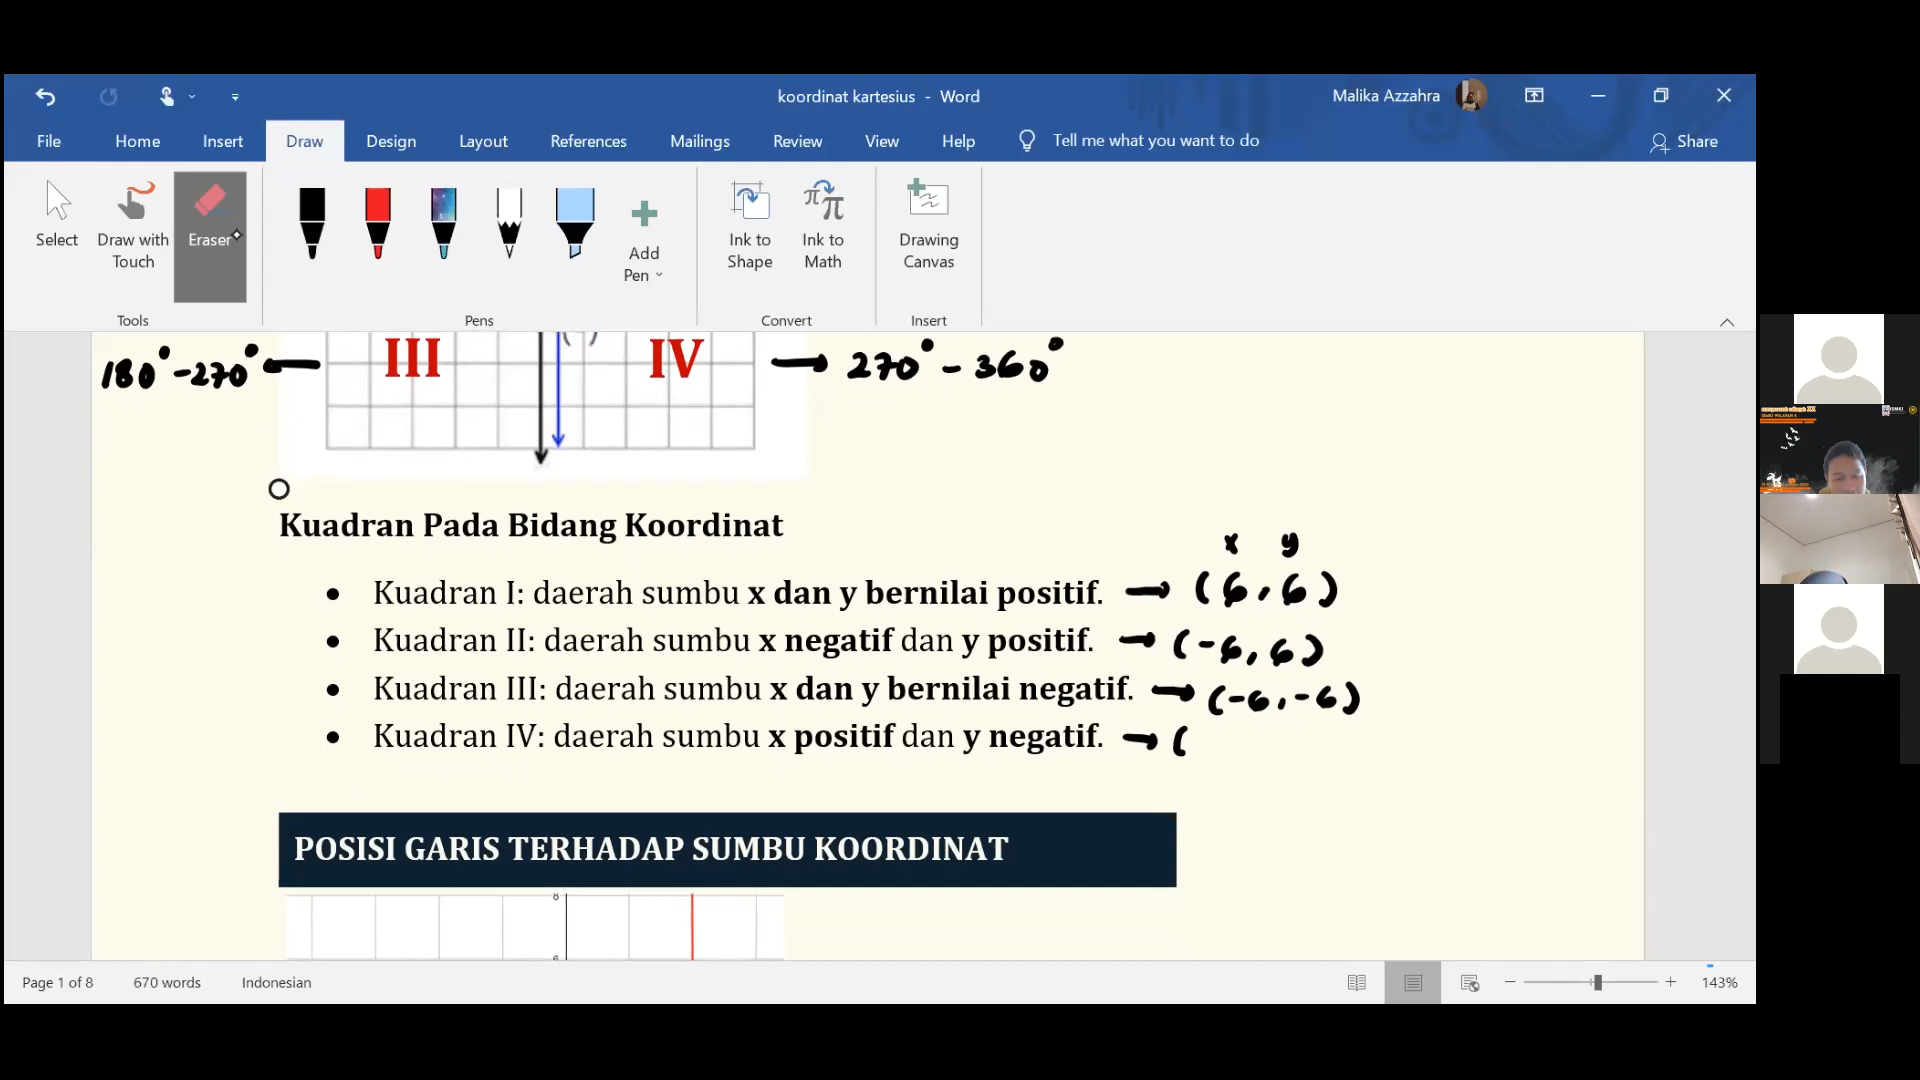 koordinat kartesius - Word
Malika Azzahra
File Home Insert Draw Design Layout References Mailings Review View Help Tell me what you want to do Share
Select
Draw with Touch
Eraser
Add Pen
Ink to Shape
Ink to Math
Drawing Canvas
Tools Pens Convert Insert
180° - 270° III IV 270° - 360°
Kuadran Pada Bidang Koordinat
x y
• Kuadran I: daerah sumbu x dan y bernilai positif. → (6, 6)
• Kuadran II: daerah sumbu x negatif dan y positif. → (-6, 6)
• Kuadran III: daerah sumbu x dan y bernilai negatif. → (-6, -6)
• Kuadran IV: daerah sumbu x positif dan y negatif. → (
POSISI GARIS TERHADAP SUMBU KOORDINAT
8
6
Page 1 of 8 670 words Indonesian 143%